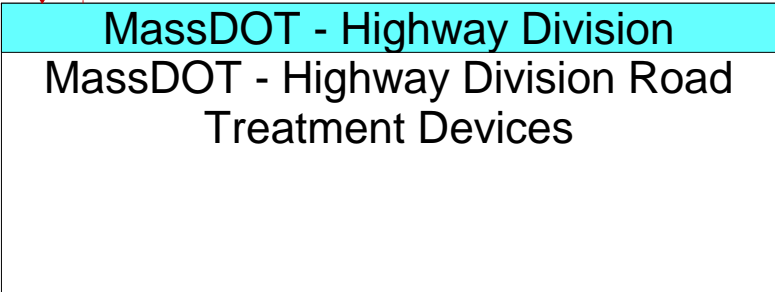 MassDOT - Highway Division
MassDOT - Highway Division Road
Treatment Devices